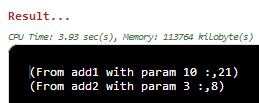 Result...
CPU Time: 3.93 sec(s), Memory: 113764 kilobyte(s)
(From add1 with param 10 :,21)
(From add2 with param 3 :,8)